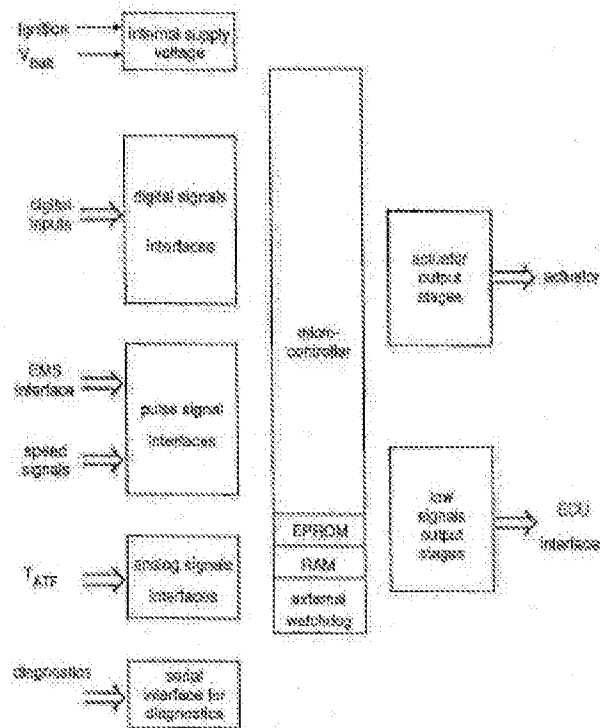 Ignition
V_batt
internal supply
voltage
digital
inputs
digital signals
interfaces
EMS
interface
speed
signals
pulse signal
interfaces
T_ATF
analog signals
interfaces
diagnostics
serial
interface for
diagnostics
micro-
controller
EPROM
RAM
external
watchdog
actuator
output
stages
actuator
low
signals
output
stages
ECU
interface